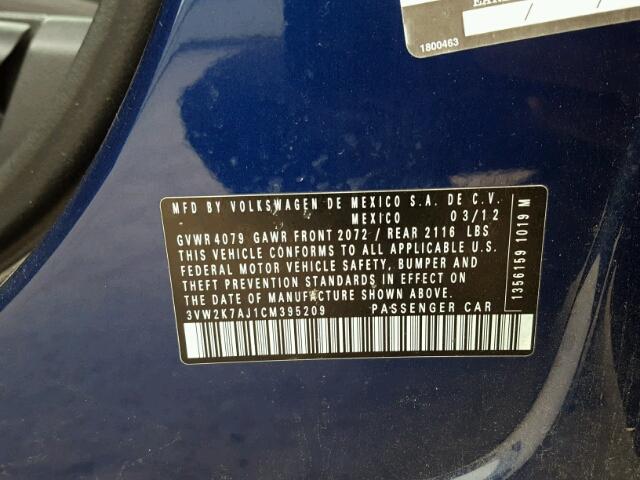 1800463
MFD BY VOLKSWAGEN DE MEXICO S.A. DE C.V.
MEXICO 03/12
GVWR 4079 GAWR FRONT 2072 / REAR 2116 LBS
THIS VEHICLE CONFORMS TO ALL APPLICABLE U.S.
FEDERAL MOTOR VEHICLE SAFETY, BUMPER AND
THEFT PREVENTION STANDARDS IN EFFECT ON
THE DATE OF MANUFACTURE SHOWN ABOVE.
3VW2K7AJ1CM395209 PASSENGER CAR
1356159 1019 M